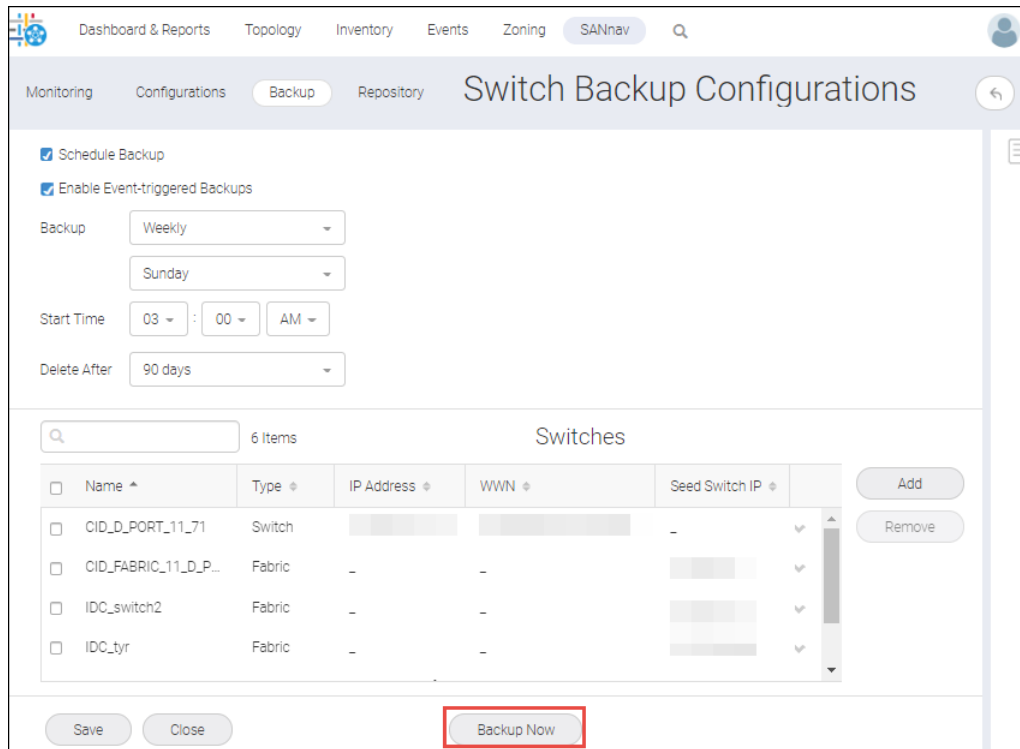 Dashboard & Reports Topology Inventory Events Zoning SANnav
Monitoring Configurations Backup Repository Switch Backup Configurations
Schedule Backup
Enable Event-triggered Backups
Backup Weekly
Sunday
Start Time 03 : 00 AM
Delete After 90 days
6 Items Switches
Name Type IP Address WWN Seed Switch IP Add
CID_D_PORT_11_71 Switch – Remove
CID_FABRIC_11_D_P... Fabric – –
IDC_switch2 Fabric – –
IDC_tyr Fabric – –
Save Close Backup Now